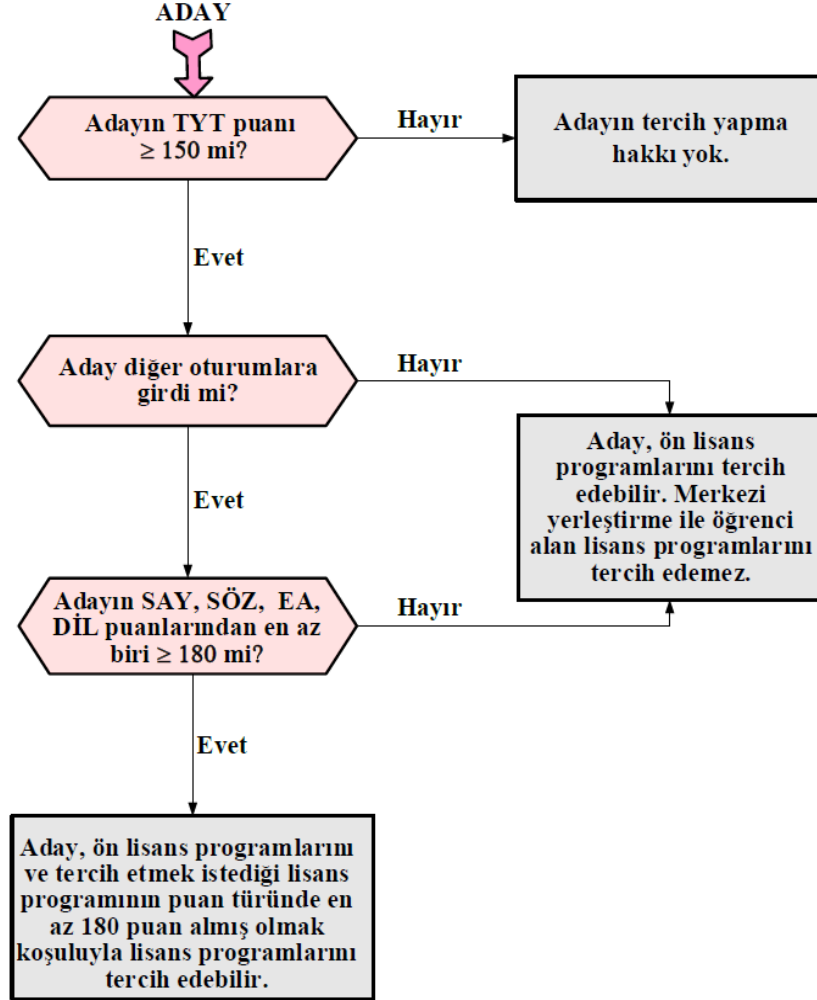 ADAY
Adayın TYT puanı
≥ 150 mi?
Hayır
Adayın tercih yapma
hakkı yok.
Evet
Aday diğer oturumlara
girdi mi?
Hayır
Aday, ön lisans
programlarını tercih
edebilir. Merkezi
yerleştirme ile öğrenci
alan lisans programlarını
tercih edemez.
Evet
Adayın SAY, SÖZ, EA,
DİL puanlarından en az
biri ≥ 180 mi?
Hayır
Evet
Aday, ön lisans programlarını
ve tercih etmek istediği lisans
programının puan türünde en
az 180 puan almış olmak
koşuluyla lisans programlarını
tercih edebilir.